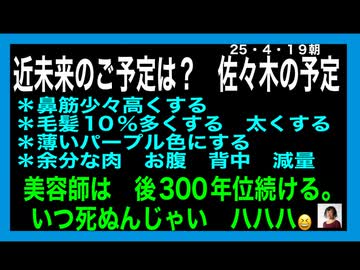 25・4・19朝
近未来のご予定は？　佐々木の予定
＊鼻筋少々高くする
＊毛髪10％多くする　太くする
＊薄いパープル色にする
＊余分な肉　お腹　背中　減量
美容師は　後300年位続ける。
いつ死ぬんじゃい　ハハハ😆